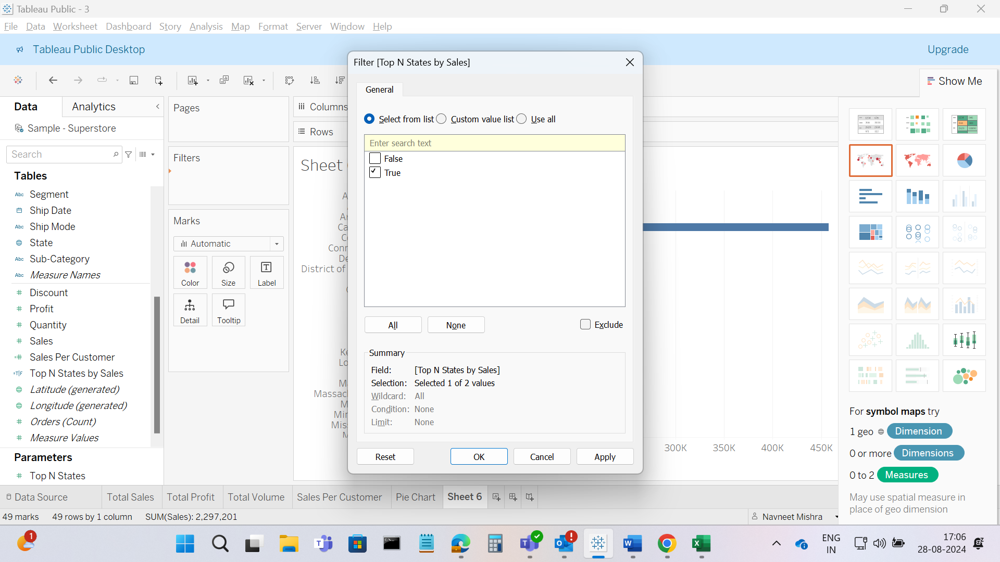 Tableau Public - 3
File Data Worksheet Dashboard Story Analysis Map Format Server Window Help
Tableau Public Desktop
Upgrade
Data
Analytics
Sample - Superstore
Search
Tables
Abc Segment
Ship Date
Abc Ship Mode
State
Abc Sub-Category
Abc Measure Names
Discount
Profit
Quantity
Sales
Sales Per Customer
=T|F Top N States by Sales
Latitude (generated)
Longitude (generated)
Orders (Count)
Measure Values
Parameters
Top N States
Pages
Filters
Marks
Automatic
Color
Size
Label
Detail
Tooltip
Columns
Rows
Sheet
District of
Massac
300K 350K 400K 450K
Filter [Top N States by Sales]
General
Select from list
Custom value list
Use all
Enter search text
False
True
All
None
Exclude
Summary
Field: [Top N States by Sales]
Selection: Selected 1 of 2 values
Wildcard: All
Condition: None
Limit: None
Reset
OK
Cancel
Apply
Show Me
For symbol maps try
1 geo Dimension
0 or more Dimensions
0 to 2 Measures
May use spatial measure in
place of geo dimension
Data Source
Total Sales
Total Profit
Total Volume
Sales Per Customer
Pie Chart
Sheet 6
49 marks
49 rows by 1 column
SUM(Sales): 2,297,201
Navneet Mishra
1
ENG
IN
17:06
28-08-2024